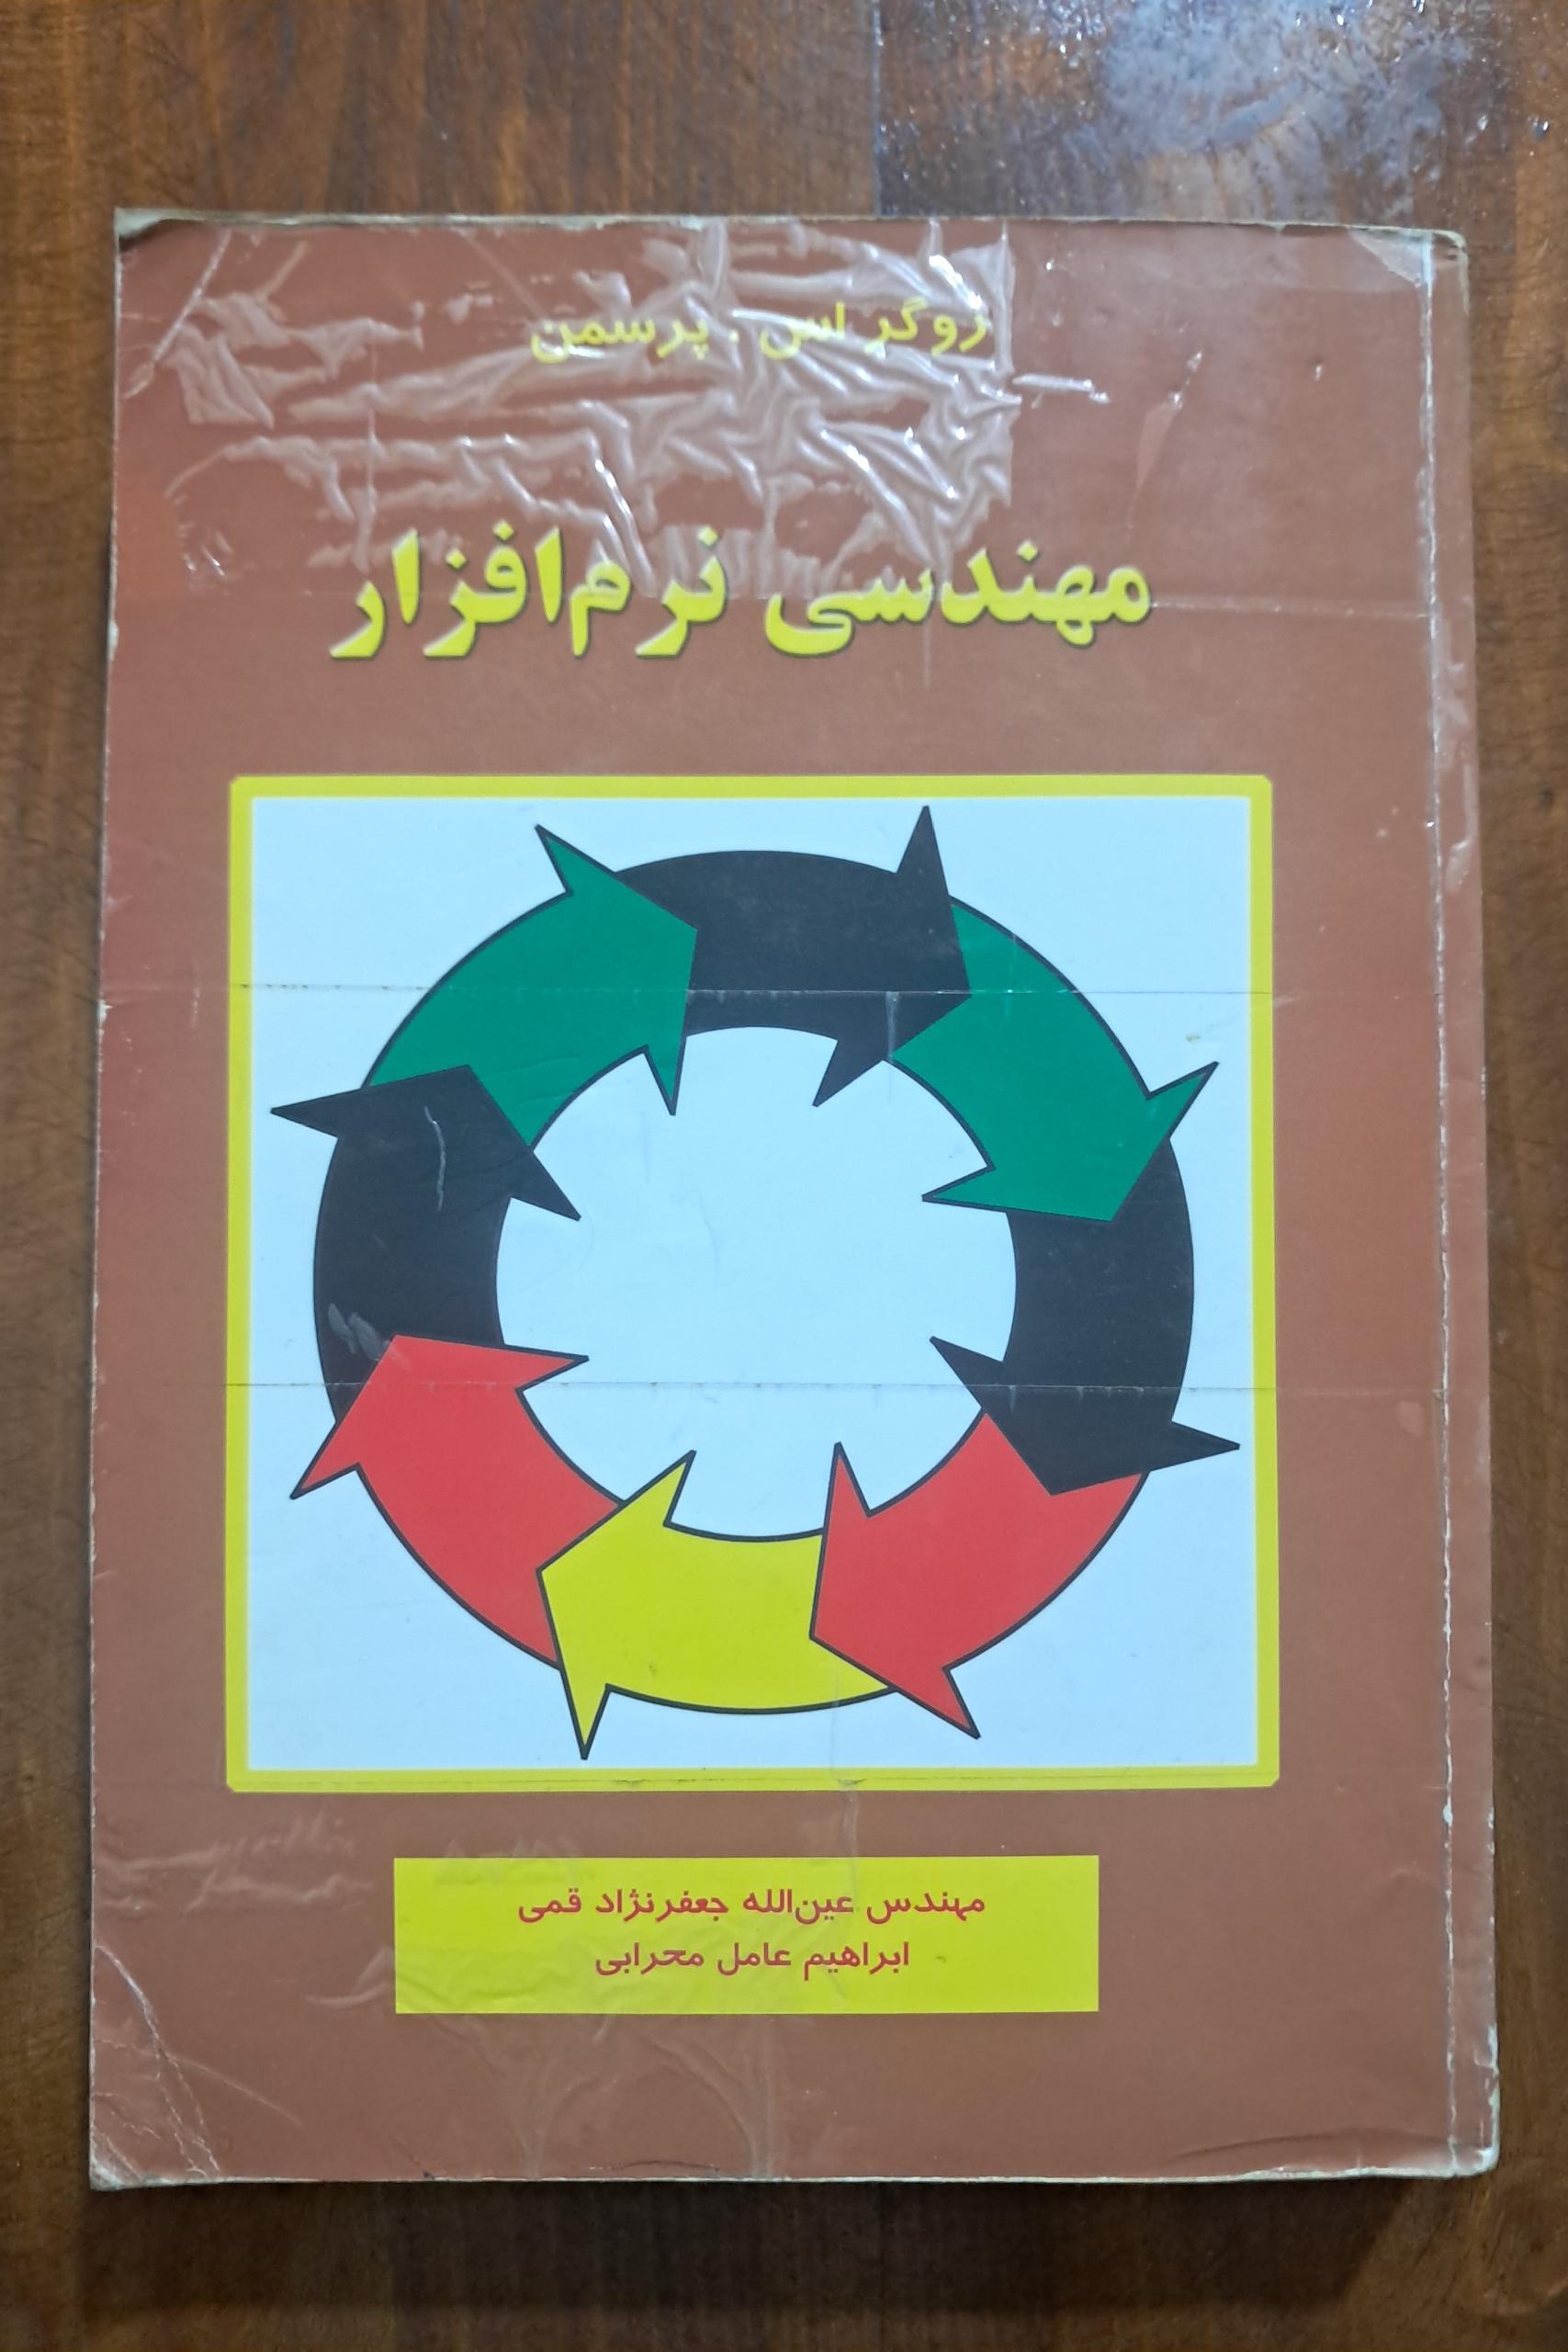 روگر اس . پرسمن
مهندسی نرم‌افزار
مهندس عین‌الله جعفرنژاد قمی
ابراهیم عامل محرابی